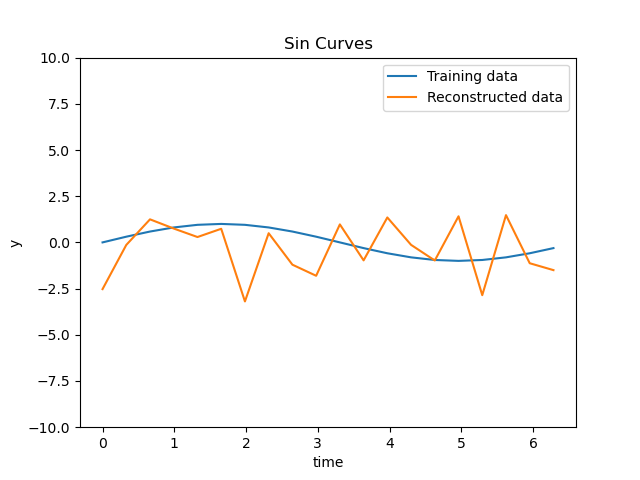 Sin Curves
Training data
Reconstructed data
10.0
7.5
5.0
2.5
0.0
−2.5
−5.0
−7.5
−10.0
y
0 1 2 3 4 5 6
time